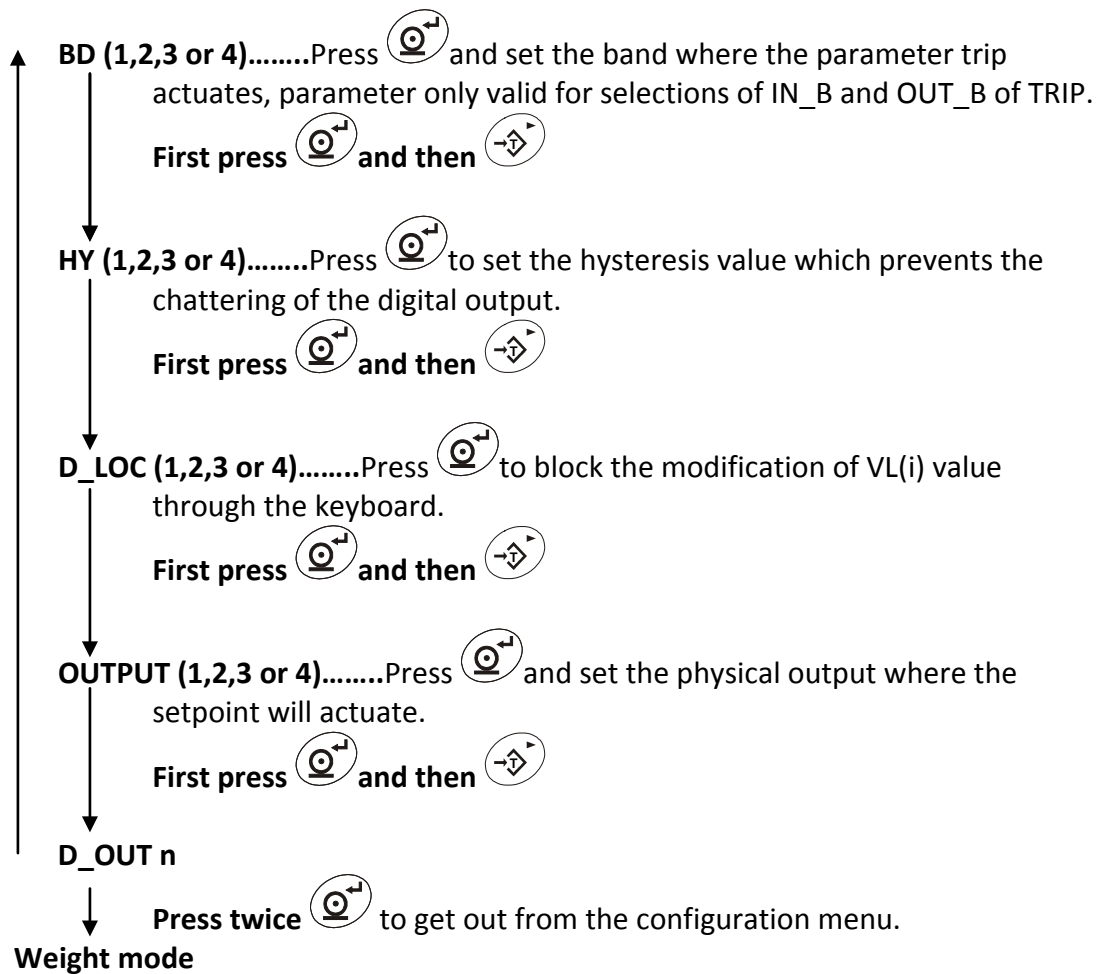 BD (1,2,3 or 4)........Press and set the band where the parameter trip
actuates, parameter only valid for selections of IN_B and OUT_B of TRIP.
First press and then T
HY (1,2,3 or 4)........Press to set the hysteresis value which prevents the
chattering of the digital output.
First press and then T
D_LOC (1,2,3 or 4)........Press to block the modification of VL(i) value
through the keyboard.
First press and then T
OUTPUT (1,2,3 or 4)........Press and set the physical output where the
setpoint will actuate.
First press and then T
D_OUT n
Press twice to get out from the configuration menu.
Weight mode